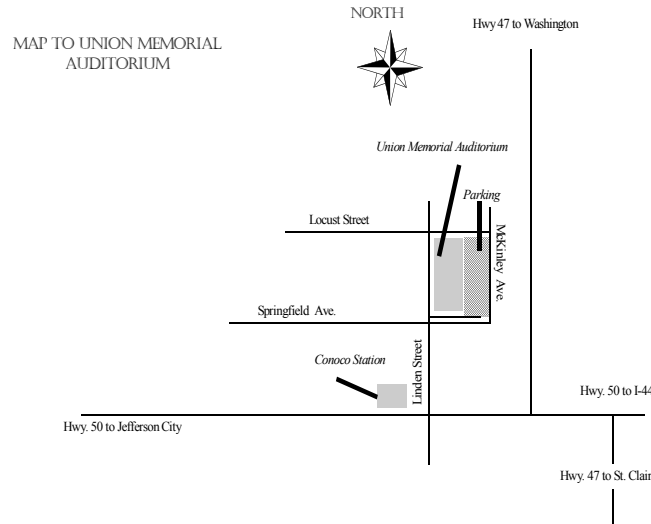 NORTH
Hwy 47 to Washington
MAP TO UNION MEMORIAL
AUDITORIUM
Union Memorial Auditorium
Parking
Locust Street
McKinley Ave.
Springfield Ave.
Conoco Station
Linden Street
Hwy. 50 to I-44
Hwy. 50 to Jefferson City
Hwy. 47 to St. Clair